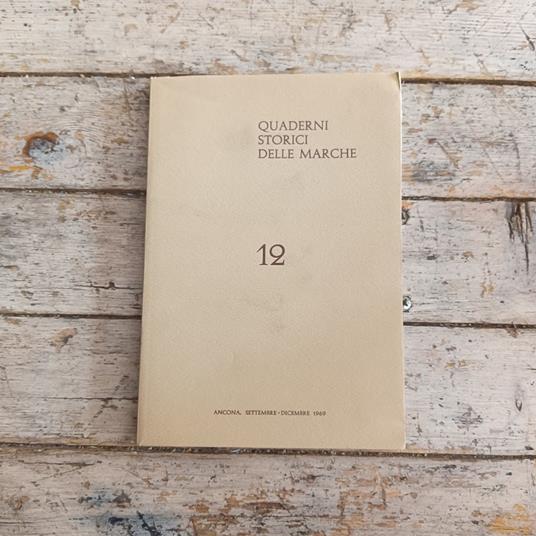 QUADERNI
STORICI
DELLE MARCHE
12
ANCONA, SETTEMBRE - DICEMBRE 1969